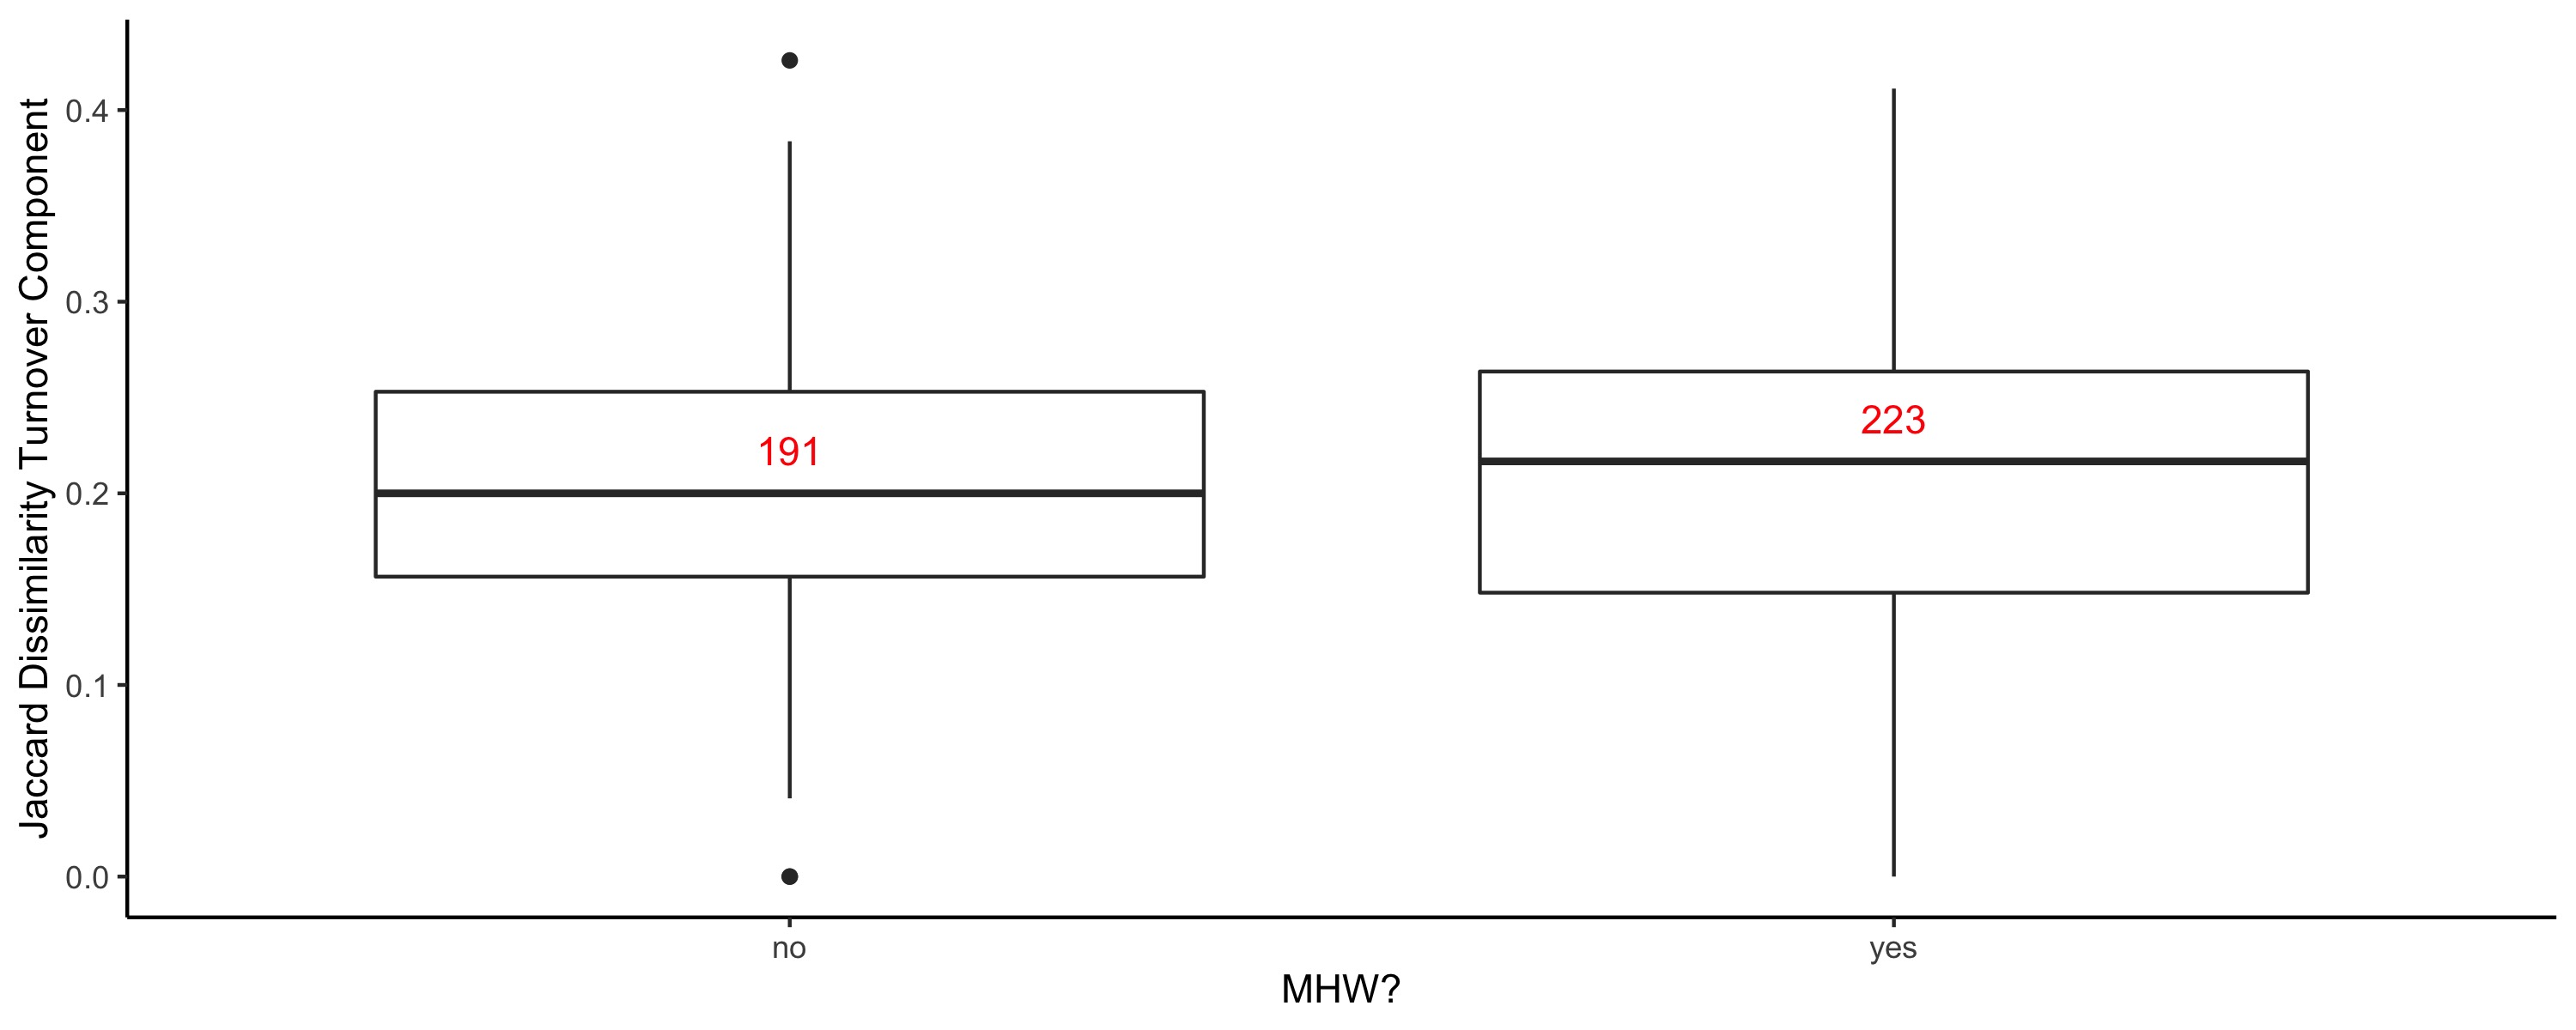 Jaccard Dissimilarity Turnover Component
0.4
0.3
0.2
0.1
0.0
191
223
no
yes
MHW?